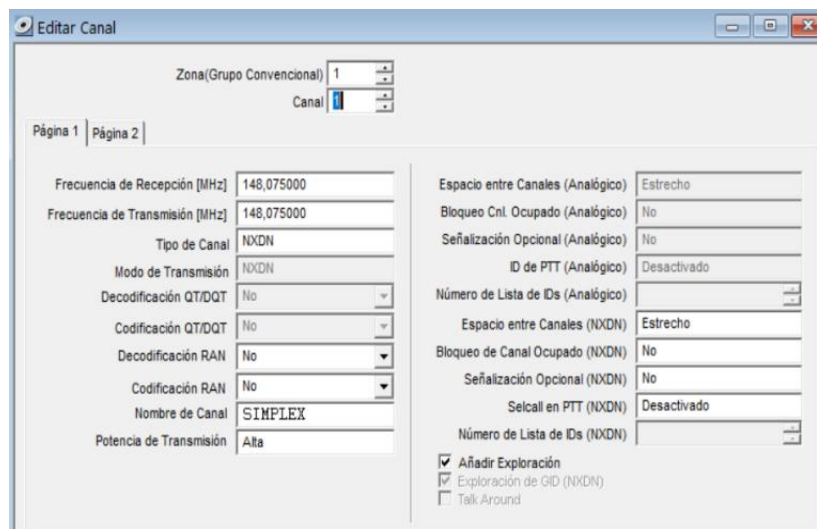 Editar Canal
Zona(Grupo Convencional) 1
Canal 1
Página 1 Página 2
Frecuencia de Recepción [MHz] 148,075000
Frecuencia de Transmisión [MHz] 148,075000
Tipo de Canal NXDN
Modo de Transmisión NXDN
Decodificación QT/DQT No
Codificación QT/DQT No
Decodificación RAN No
Codificación RAN No
Nombre de Canal SIMPLEX
Potencia de Transmisión Alta
Espacio entre Canales (Analógico) Estrecho
Bloqueo Cnl. Ocupado (Analógico) No
Señalización Opcional (Analógico) No
ID de PTT (Analógico) Desactivado
Número de Lista de IDs (Analógico)
Espacio entre Canales (NXDN) Estrecho
Bloqueo de Canal Ocupado (NXDN) No
Señalización Opcional (NXDN) No
Selcall en PTT (NXDN) Desactivado
Número de Lista de IDs (NXDN)
Añadir Exploración
Exploración de GID (NXDN)
Talk Around